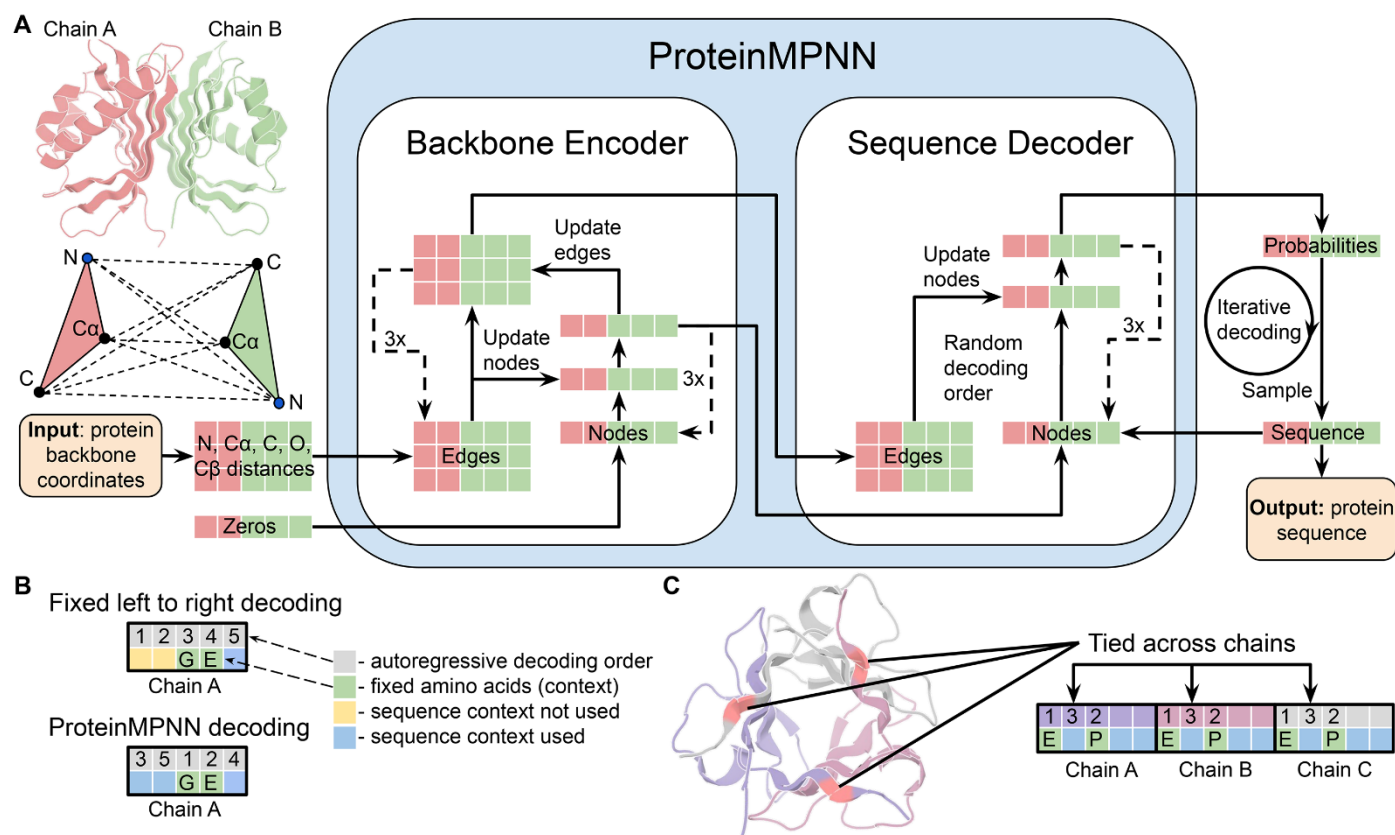 A
Chain A
Chain B
N
C
Cα
Cα
C
N
Input: protein
backbone
coordinates
N, Cα, C, O,
Cβ distances
Zeros
ProteinMPNN
Backbone Encoder
Update
edges
3x
Update
nodes
3x
Edges
Nodes
Sequence Decoder
Update
nodes
Random
decoding
order
3x
Edges
Nodes
Probabilities
Iterative
decoding
Sample
Sequence
Output: protein
sequence
B
Fixed left to right decoding
1 2 3 4 5
G E
Chain A
ProteinMPNN decoding
3 5 1 2 4
G E
Chain A
- autoregressive decoding order
- fixed amino acids (context)
- sequence context not used
- sequence context used
C
Tied across chains
1 3 2 1 3 2 1 3 2
E P E P E P
Chain A Chain B Chain C